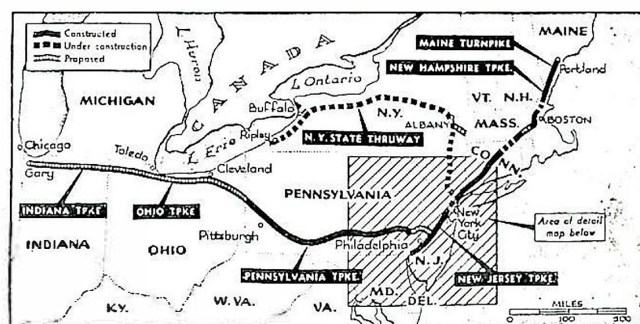 Constructed
Under construction
Proposed
MICHIGAN
L. Huron
CANADA
L. Ontario
L. Erie
Buffalo
Ripley
N.Y.
ALBANY
N.Y. STATE THRUWAY
MAINE TURNPIKE
NEW HAMPSHIRE TPKE.
MAINE
Portland
VT.
N.H.
MASS.
BOSTON
CONN.
Chicago
Gary
Toledo
Cleveland
INDIANA TPKE
OHIO TPKE
PENNSYLVANIA
Pittsburgh
Philadelphia
New York City
Area of detail
map below
INDIANA
OHIO
PENNSYLVANIA TPKE.
N.J.
NEW JERSEY TPKE.
KY.
W. VA.
VA.
MD.
DEL.
MILES
0
100
200